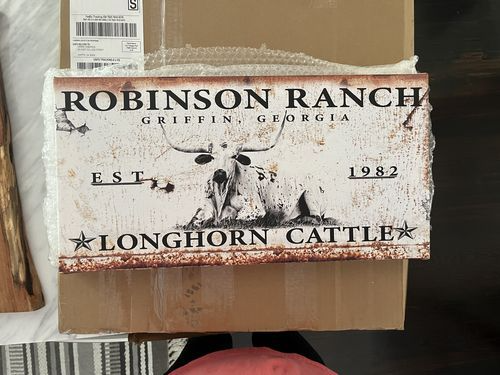 S
ROBINSON RANCH
GRIFFIN, GEORGIA
EST 1982
LONGHORN CATTLE